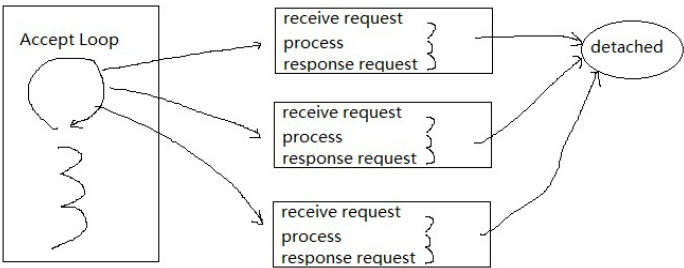 Accept Loop
receive request
process
response request
receive request
process
response request
receive request
process
response request
detached